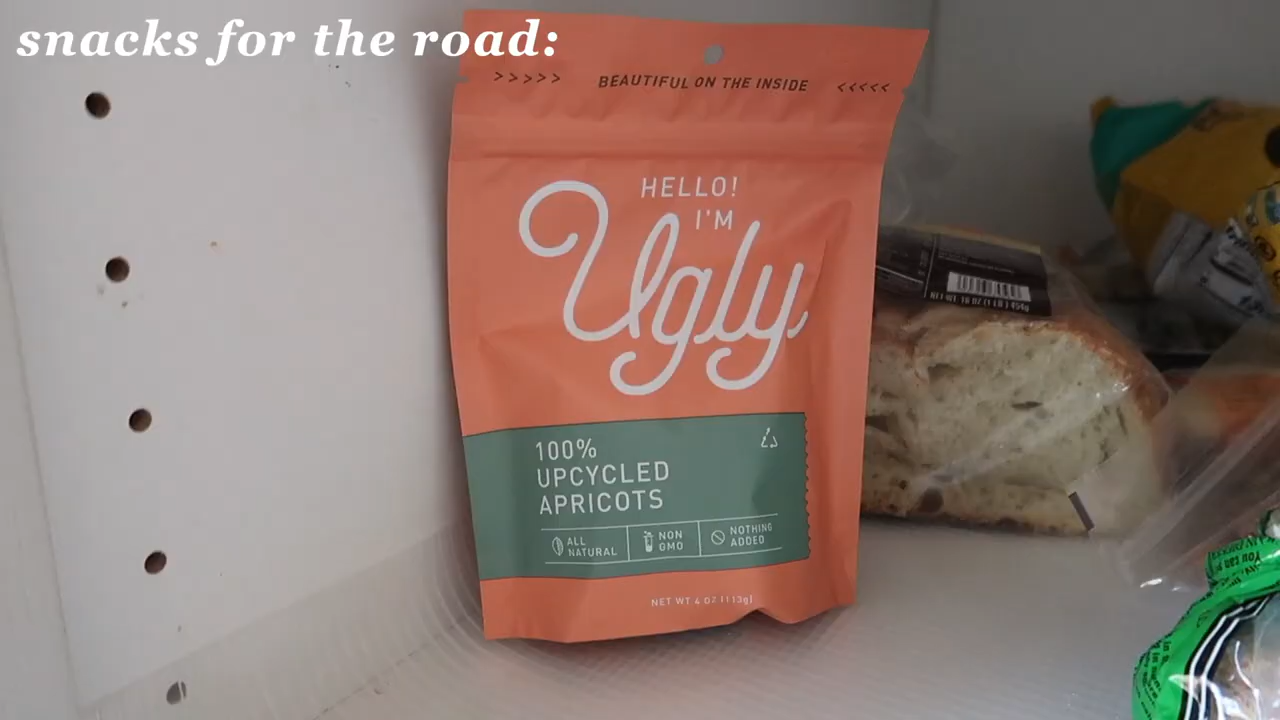 snacks for the road:
>>>>> BEAUTIFUL ON THE INSIDE <<<<<
HELLO!
I'M
Ugly.
100%
UPCYCLED
APRICOTS
ALL
NATURAL
NON
GMO
NOTHING
ADDED
NET WT 4 OZ (113g)